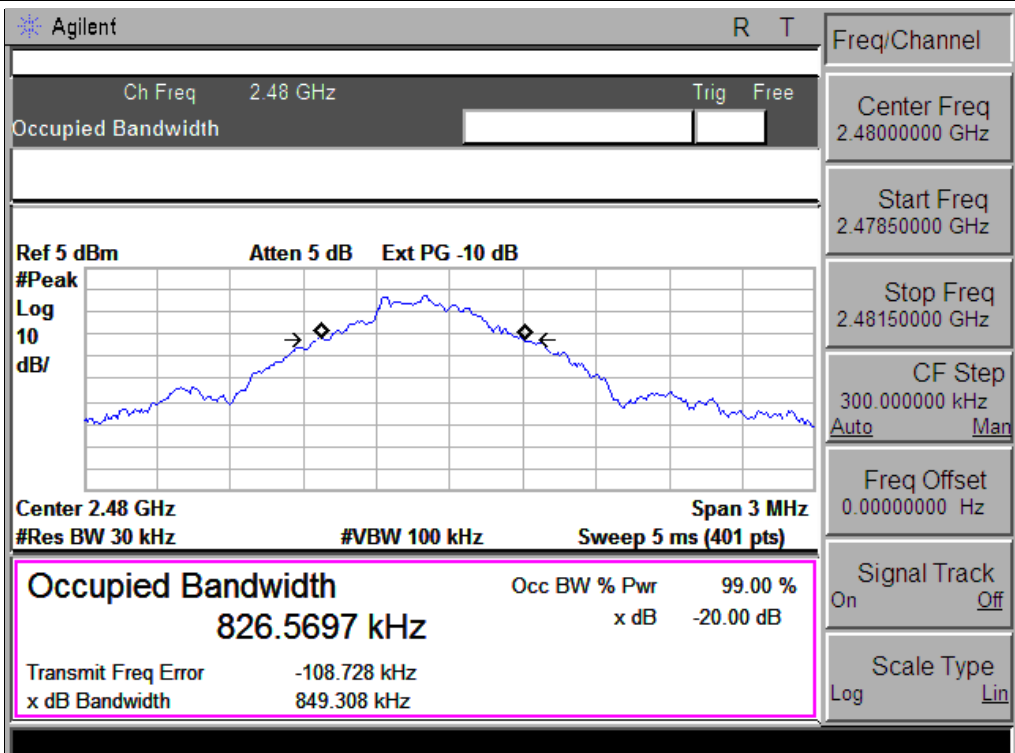 Agilent R T
Ch Freq 2.48 GHz Trig Free
Occupied Bandwidth
Ref 5 dBm Atten 5 dB Ext PG -10 dB
#Peak
Log
10
dB/
Center 2.48 GHz Span 3 MHz
#Res BW 30 kHz #VBW 100 kHz Sweep 5 ms (401 pts)
Occupied Bandwidth Occ BW % Pwr 99.00 %
826.5697 kHz x dB -20.00 dB
Transmit Freq Error -108.728 kHz
x dB Bandwidth 849.308 kHz
Freq/Channel
Center Freq
2.48000000 GHz
Start Freq
2.47850000 GHz
Stop Freq
2.48150000 GHz
CF Step
300.000000 kHz
Auto Man
Freq Offset
0.00000000 Hz
Signal Track
On Off
Scale Type
Log Lin